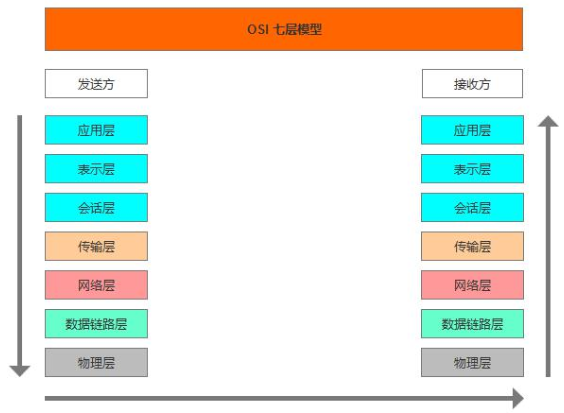 OSI 七层模型
发送方
接收方
应用层
应用层
表示层
表示层
会话层
会话层
传输层
传输层
网络层
网络层
数据链路层
数据链路层
物理层
物理层